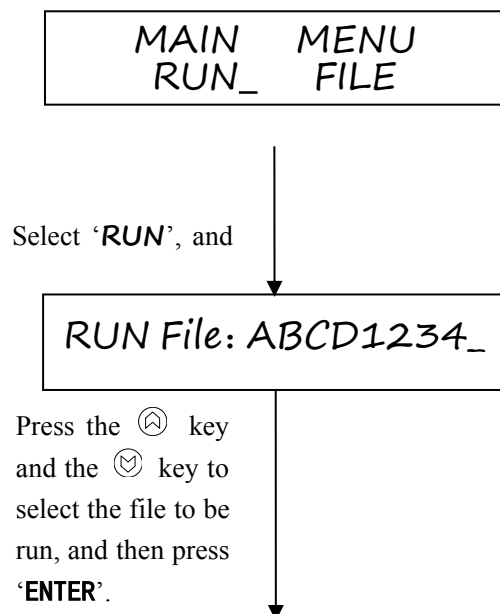 MAIN MENU
RUN_ FILE
Select ‘RUN’, and
RUN File: ABCD1234_
Press the key
and the key to
select the file to be
run, and then press
‘ENTER’.